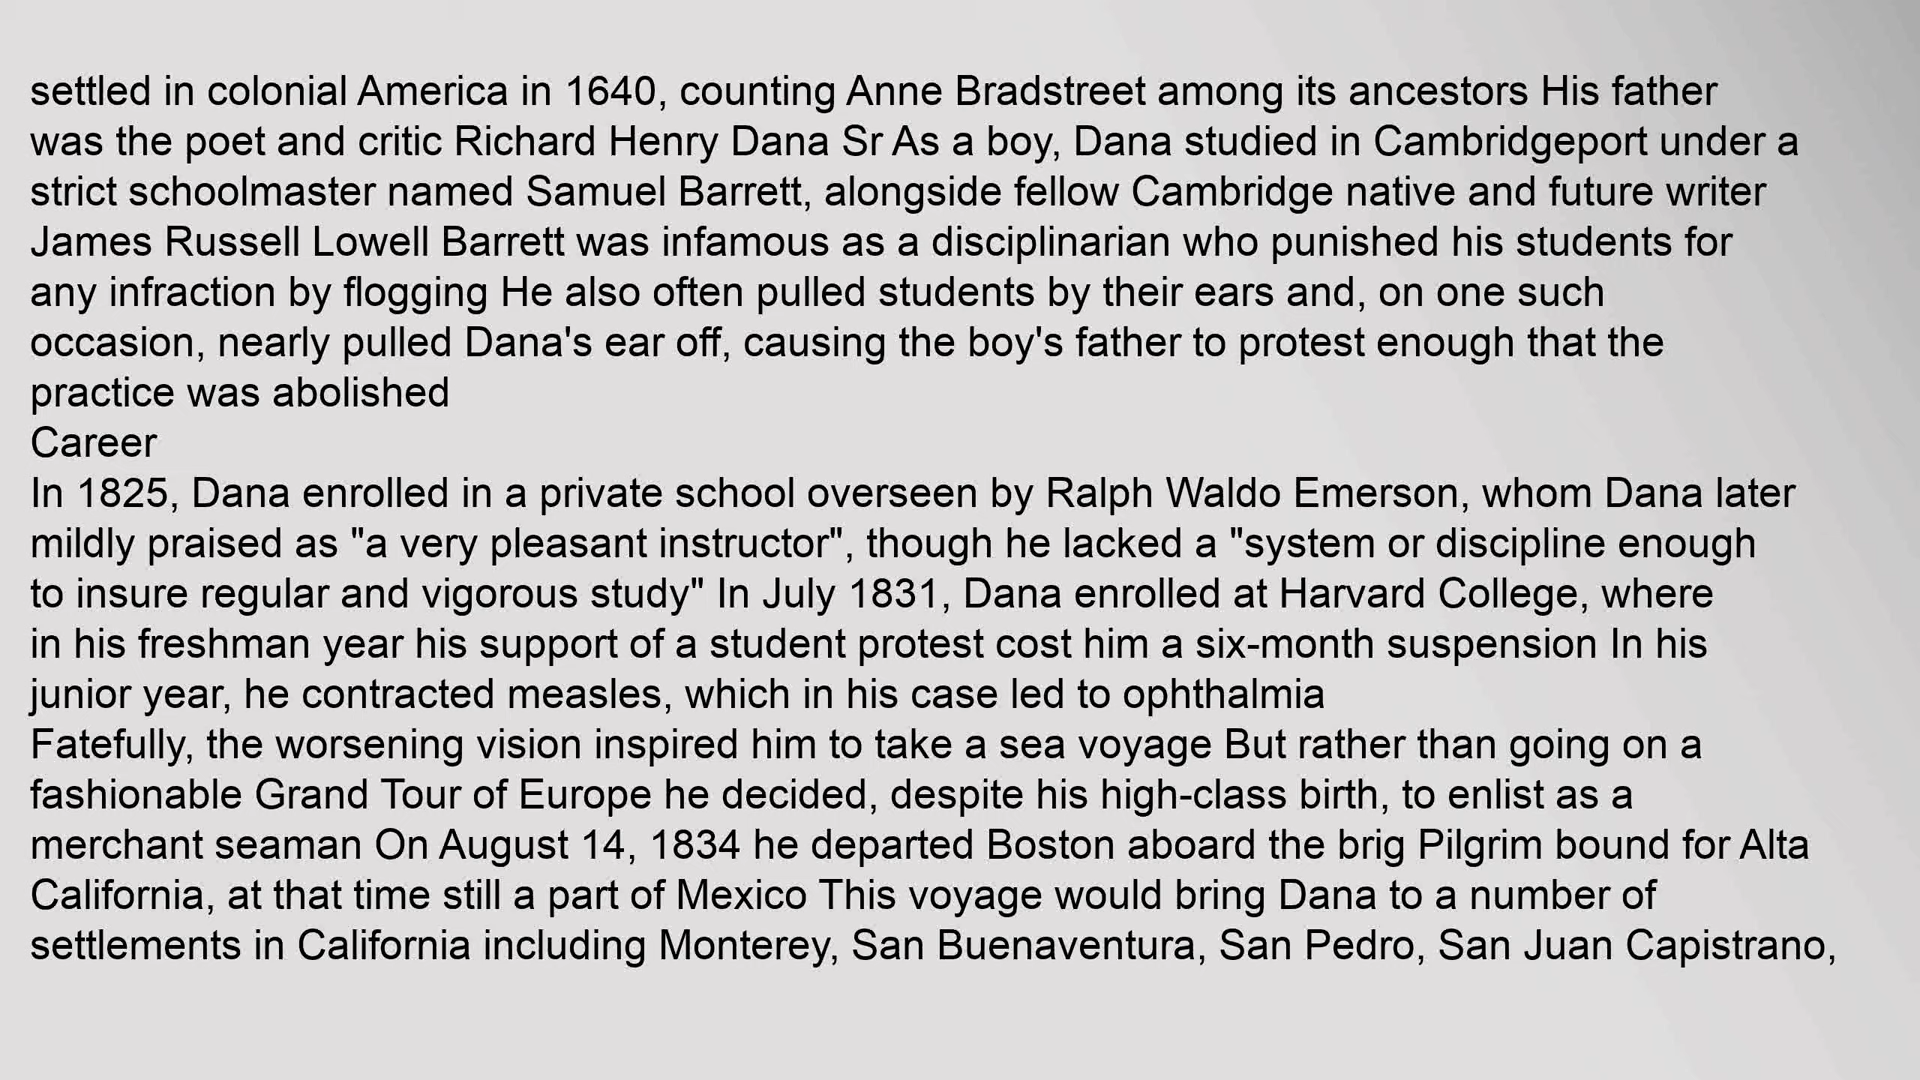 settled in colonial America in 1640, counting Anne Bradstreet among its ancestors His father
was the poet and critic Richard Henry Dana Sr As a boy, Dana studied in Cambridgeport under a
strict schoolmaster named Samuel Barrett, alongside fellow Cambridge native and future writer
James Russell Lowell Barrett was infamous as a disciplinarian who punished his students for
any infraction by flogging He also often pulled students by their ears and, on one such
occasion, nearly pulled Dana's ear off, causing the boy's father to protest enough that the
practice was abolished
Career
In 1825, Dana enrolled in a private school overseen by Ralph Waldo Emerson, whom Dana later
mildly praised as "a very pleasant instructor", though he lacked a "system or discipline enough
to insure regular and vigorous study" In July 1831, Dana enrolled at Harvard College, where
in his freshman year his support of a student protest cost him a six-month suspension In his
junior year, he contracted measles, which in his case led to ophthalmia
Fatefully, the worsening vision inspired him to take a sea voyage But rather than going on a
fashionable Grand Tour of Europe he decided, despite his high-class birth, to enlist as a
merchant seaman On August 14, 1834 he departed Boston aboard the brig Pilgrim bound for Alta
California, at that time still a part of Mexico This voyage would bring Dana to a number of
settlements in California including Monterey, San Buenaventura, San Pedro, San Juan Capistrano,